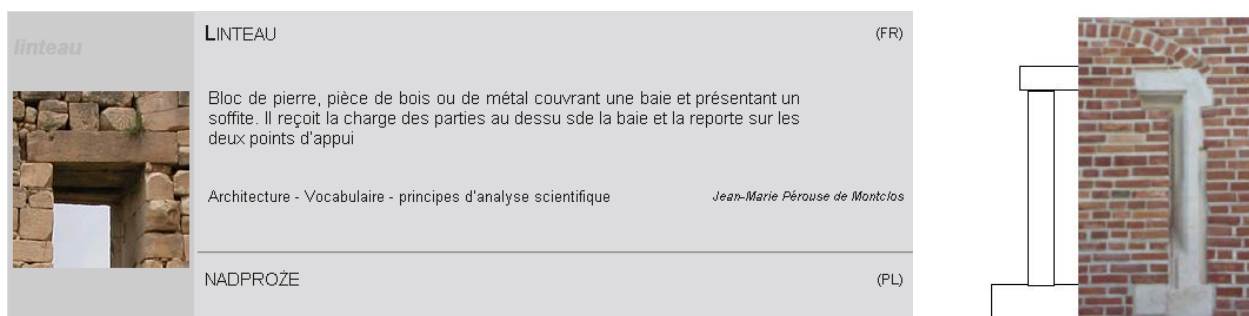 linteau
LINTEAU (FR)
Bloc de pierre, pièce de bois ou de métal couvrant une baie et présentant un
soffite. Il reçoit la charge des parties au dessu sde la baie et la reporte sur les
deux points d'appui
Architecture - Vocabulaire - principes d'analyse scientifique Jean-Marie Pérouse de Montclos
NADPROŻE (PL)